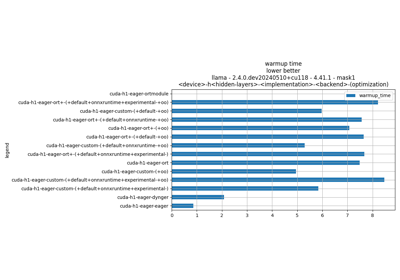 warmup time
lower better
llama - 2.4.0.dev20240510+cu118 - 4.41.1 - mask1
<device>-h<hidden-layers>-<implementation>-<backend>-(optimization)
cuda-h1-eager-ortmodule
cuda-h1-eager-ort+-(+default+onnxruntime+experimental-+oo)
cuda-h1-eager-custom-(+default-+oo)
cuda-h1-eager-ort+-(+default+onnxruntime-+oo)
cuda-h1-eager-ort+-(+oo)
cuda-h1-eager-ort+-(+default-+oo)
cuda-h1-eager-custom-(+default+onnxruntime-+oo)
cuda-h1-eager-ort+-(+default+onnxruntime+experimental-)
cuda-h1-eager-ort
cuda-h1-eager-custom-(+oo)
cuda-h1-eager-custom-(+default+onnxruntime+experimental-+oo)
cuda-h1-eager-custom-(+default+onnxruntime+experimental-)
cuda-h1-eager-dynger
cuda-h1-eager-eager
legend
warmup_time
0 1 2 3 4 5 6 7 8